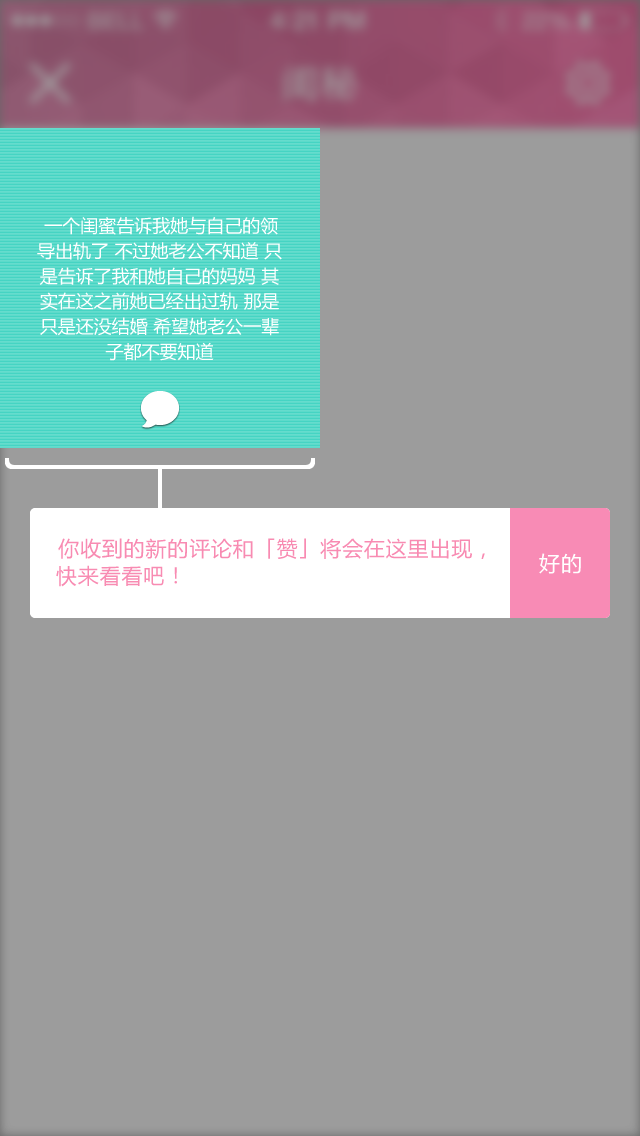 4:21 PM
闺秘
一个闺蜜告诉我她与自己的领
导出轨了 不过她老公不知道 只
是告诉了我和她自己的妈妈 其
实在这之前她已经出过轨 那是
只是还没结婚 希望她老公一辈
子都不要知道
你收到的新的评论和「赞」将会在这里出现，
快来看看吧！
好的